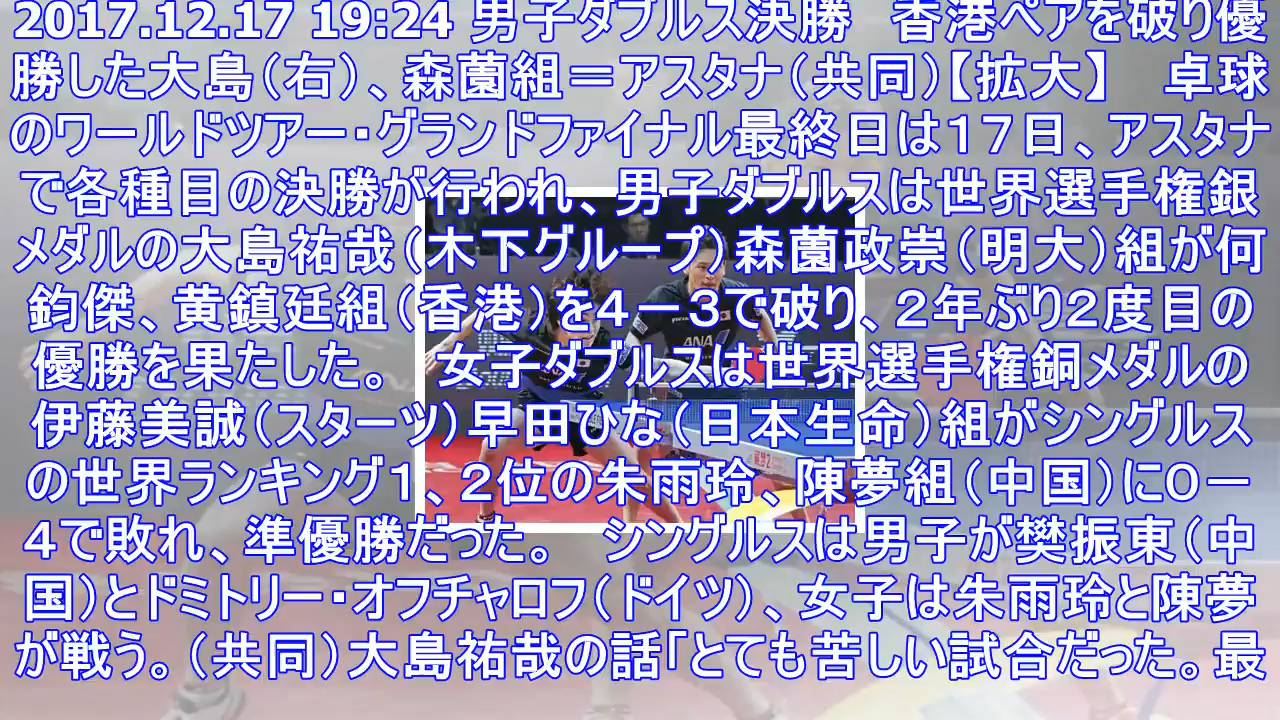 2017.12.17 19:24 男子ダブルス決勝　香港ペアを破り優
勝した大島（右）、森薗組＝アスタナ（共同）【拡大】　卓球
のワールドツアー・グランドファイナル最終日は１７日、アスタナ
で各種目の決勝が行われ、男子ダブルスは世界選手権銀
メダルの大島祐哉（木下グループ）森薗政崇（明大）組が何
鈞傑、黄鎮廷組（香港）を４－３で破り、２年ぶり２度目の
優勝を果たした。　女子ダブルスは世界選手権銅メダルの
伊藤美誠（スターツ）早田ひな（日本生命）組がシングルス
の世界ランキング１、２位の朱雨玲、陳夢組（中国）に０－
４で敗れ、準優勝だった。　シングルスは男子が樊振東（中
国）とドミトリー・オフチャロフ（ドイツ）、女子は朱雨玲と陳夢
が戦う。（共同）大島祐哉の話「とても苦しい試合だった。最
ANA